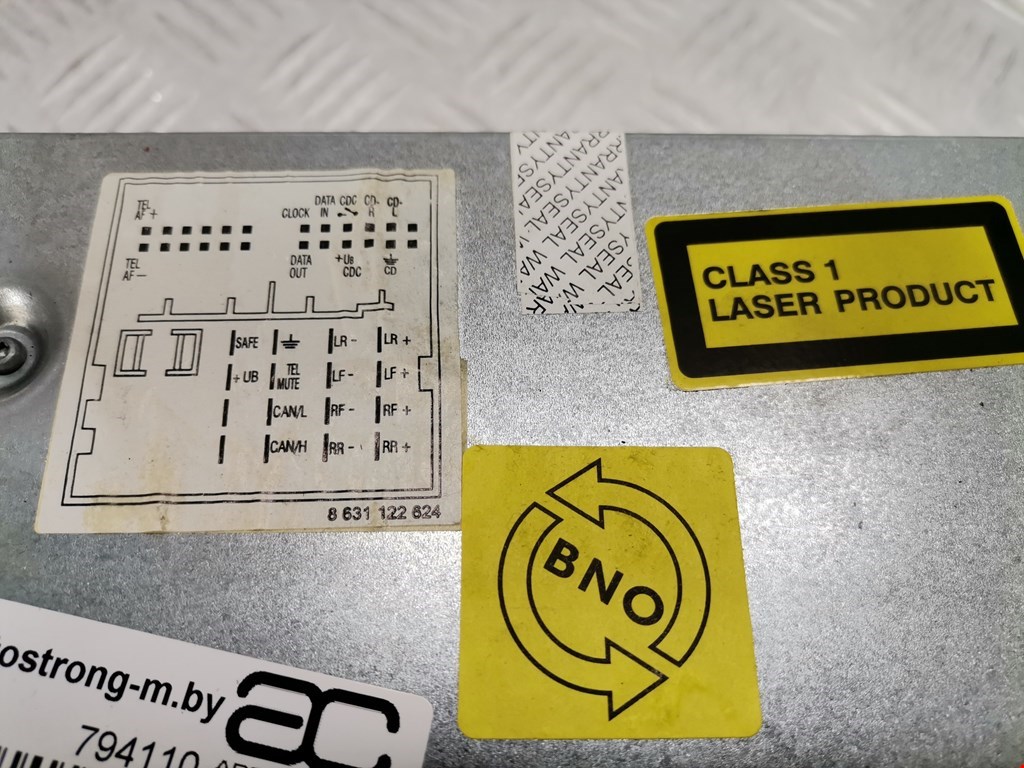 TEL
AF +
DATA CDC CD- CD-
CLOCK IN R L
TEL
AF -
DATA +UB
OUT CDC CD
SAFE LR - LR +
+UB TEL MUTE LF - LF +
CAN/L RF - RF +
CAN/H RR - RR +
8 631 122 624
CLASS 1
LASER PRODUCT
BNO
ostrong-m.by
ac
794110